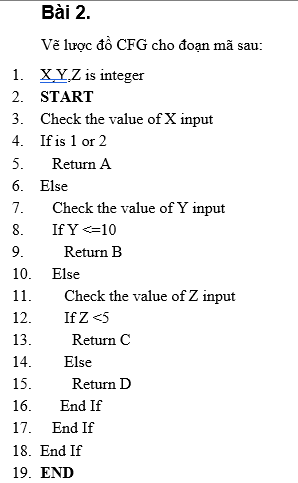 Bài 2.
Vẽ lược đồ CFG cho đoạn mã sau:
1. X,Y,Z is integer
2. START
3. Check the value of X input
4. If is 1 or 2
5. Return A
6. Else
7. Check the value of Y input
8. If Y <=10
9. Return B
10. Else
11. Check the value of Z input
12. If Z <5
13. Return C
14. Else
15. Return D
16. End If
17. End If
18. End If
19. END